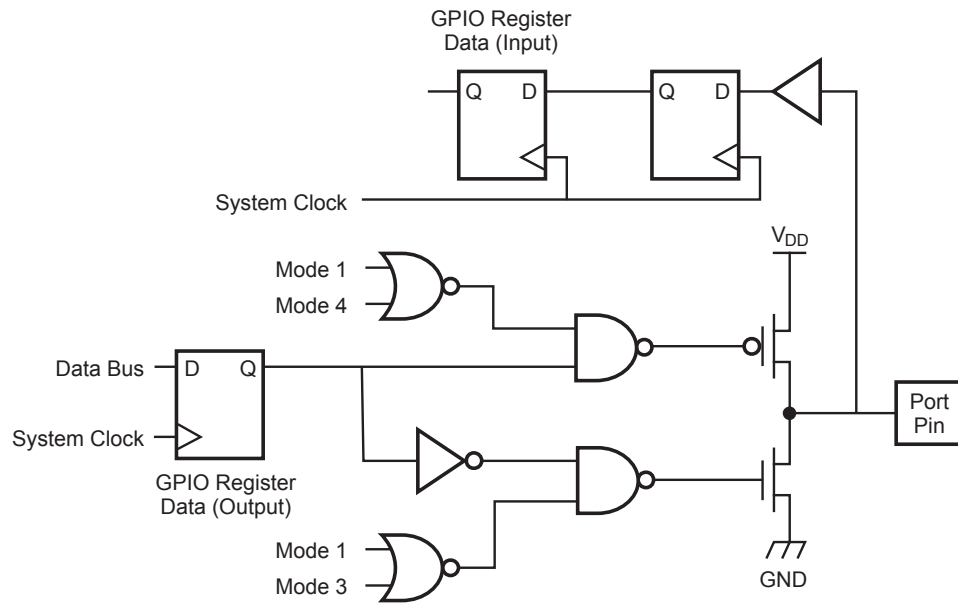 GPIO Register
Data (Input)
Q D
Q D
System Clock
VDD
Mode 1
Mode 4
Data Bus
D Q
System Clock
Port
Pin
GPIO Register
Data (Output)
Mode 1
Mode 3
GND